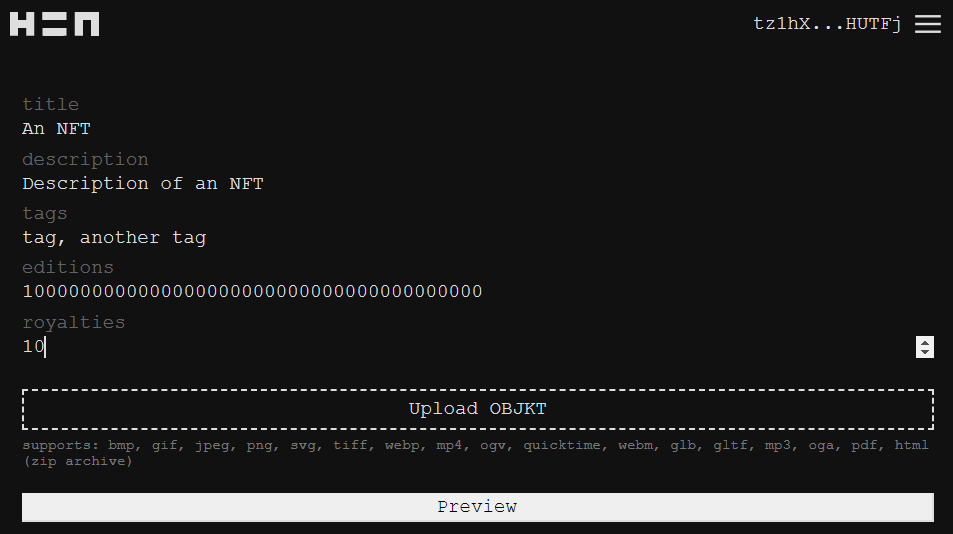 H=N
tz1hX...HUTFj
title
An NFT
description
Description of an NFT
tags
tag, another tag
editions
1000000000000000000000000000000000000000
royalties
10
Upload OBJKT
supports: bmp, gif, jpeg, png, svg, tiff, webp, mp4, ogv, quicktime, webm, glb, gltf, mp3, oga, pdf, html
(zip archive)
Preview